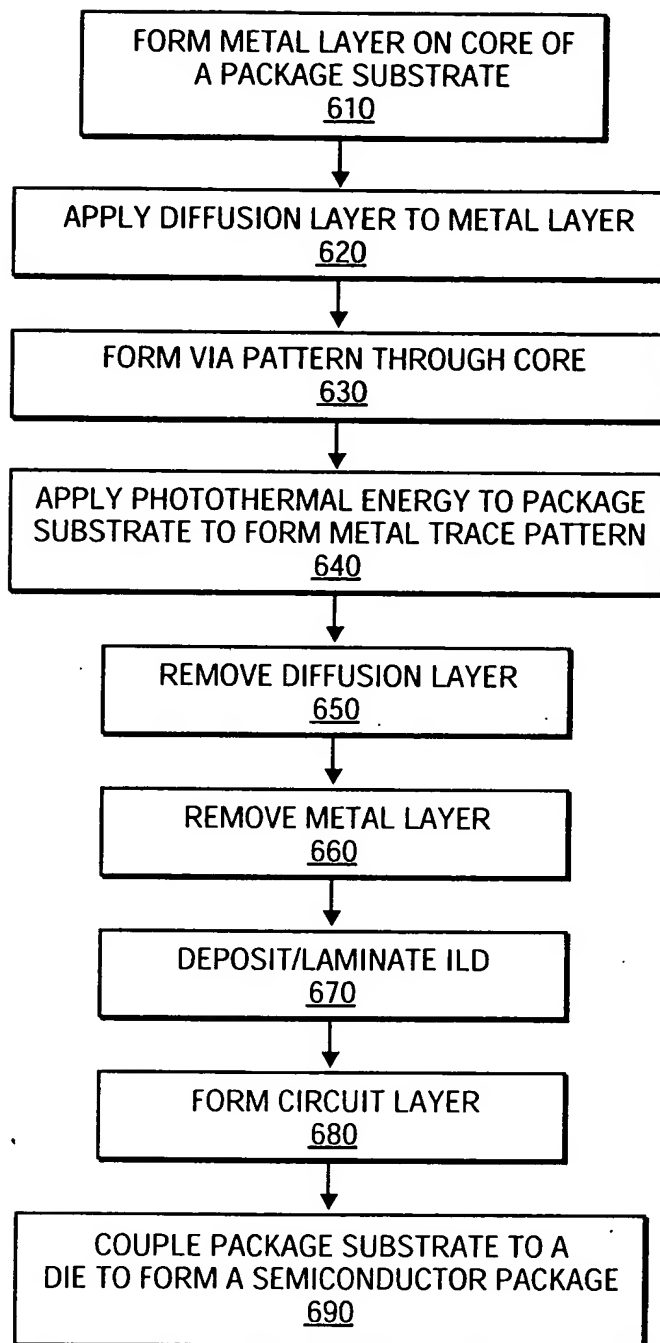 FORM METAL LAYER ON CORE OF
A PACKAGE SUBSTRATE
610
APPLY DIFFUSION LAYER TO METAL LAYER
620
FORM VIA PATTERN THROUGH CORE
630
APPLY PHOTOTHERMAL ENERGY TO PACKAGE
SUBSTRATE TO FORM METAL TRACE PATTERN
640
REMOVE DIFFUSION LAYER
650
REMOVE METAL LAYER
660
DEPOSIT/LAMINATE ILD
670
FORM CIRCUIT LAYER
680
COUPLE PACKAGE SUBSTRATE TO A
DIE TO FORM A SEMICONDUCTOR PACKAGE
690